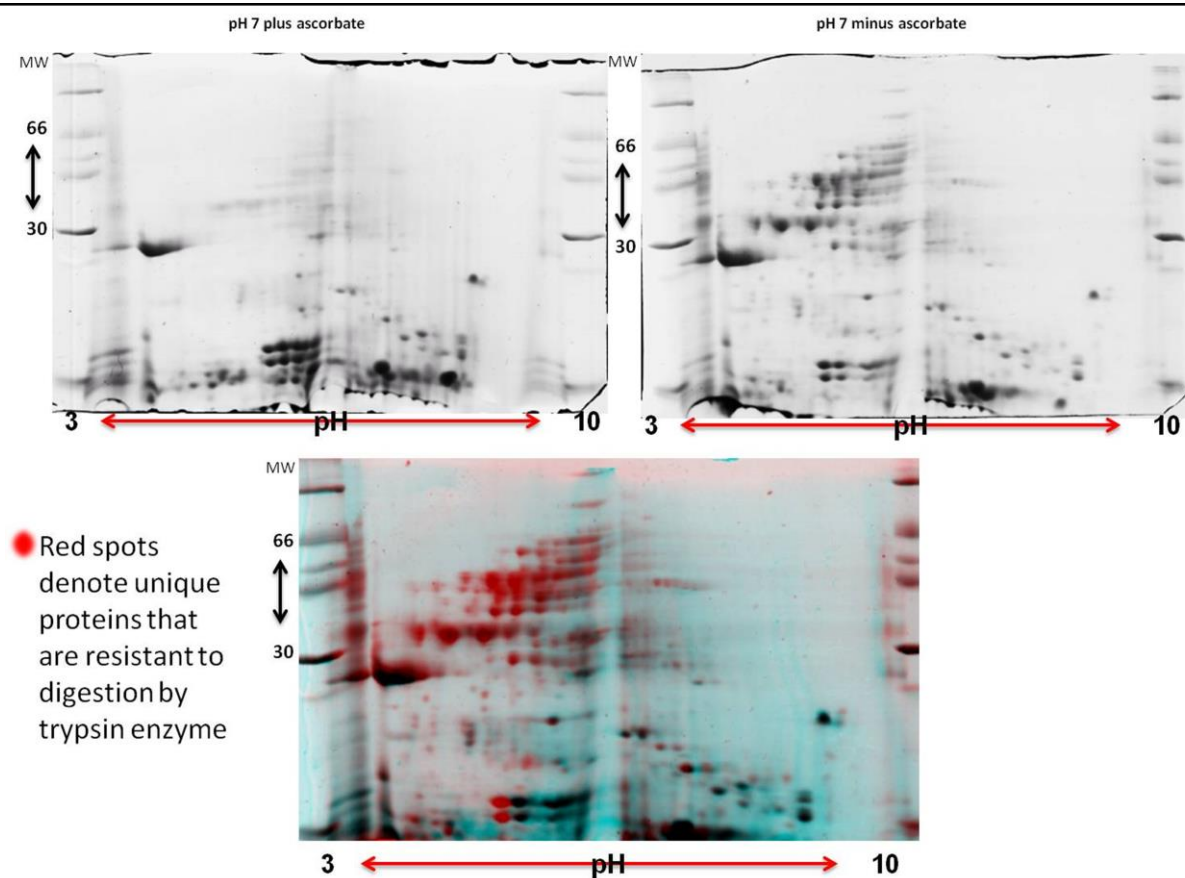 pH 7 plus ascorbate
pH 7 minus ascorbate
MW
66
30
3
pH
10
MW
66
30
3
pH
10
MW
66
30
3
pH
10
Red spots
denote unique
proteins that
are resistant to
digestion by
trypsin enzyme